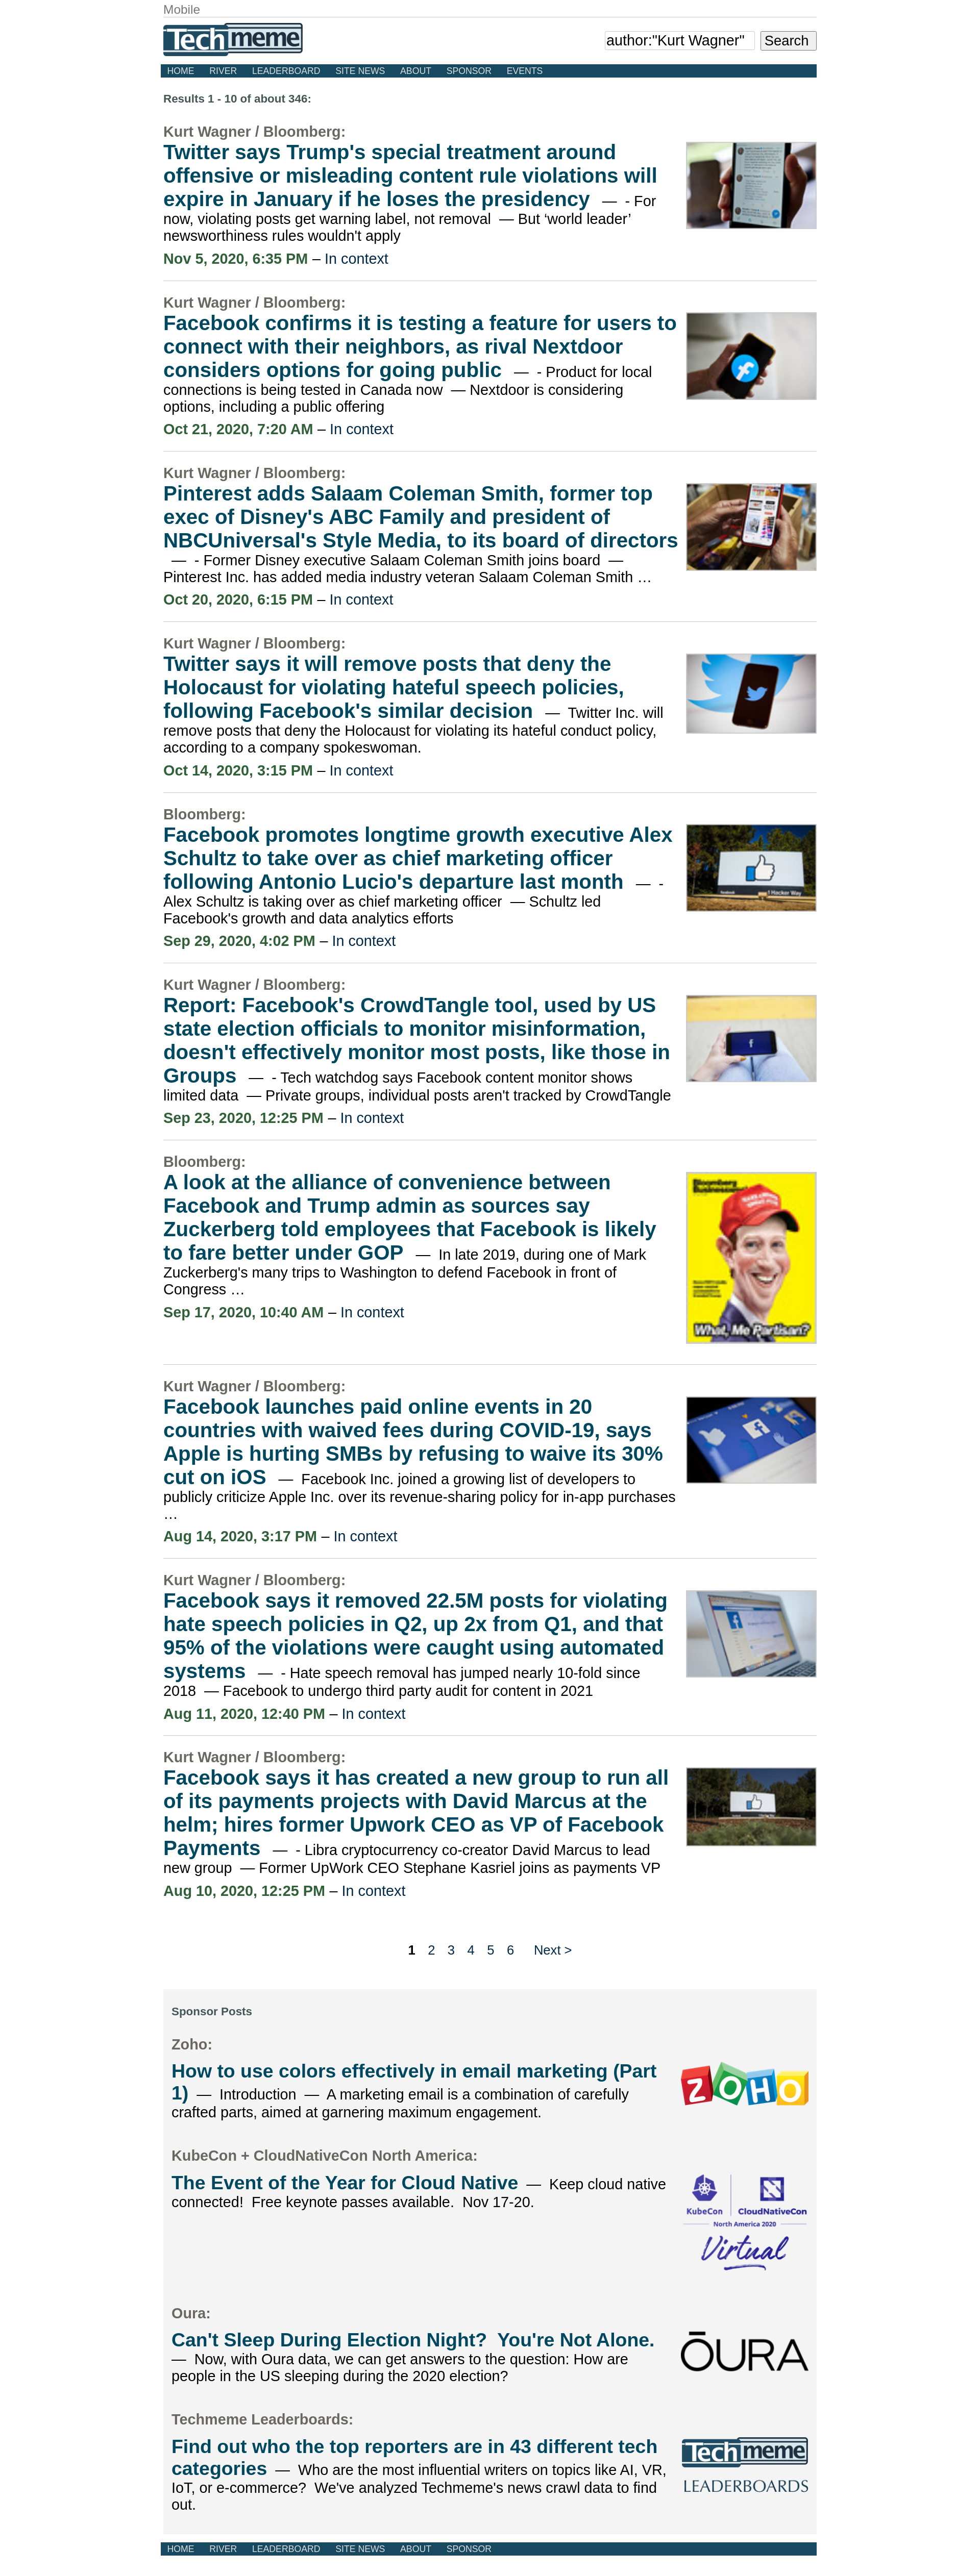 Mobile
Techmeme
author:"Kurt Wagner" Search
HOME RIVER LEADERBOARD SITE NEWS ABOUT SPONSOR EVENTS
Results 1 - 10 of about 346:
Kurt Wagner / Bloomberg:
Twitter says Trump's special treatment around
offensive or misleading content rule violations will
expire in January if he loses the presidency — - For
now, violating posts get warning label, not removal — But ‘world leader’
newsworthiness rules wouldn't apply
Nov 5, 2020, 6:35 PM – In context
Kurt Wagner / Bloomberg:
Facebook confirms it is testing a feature for users to
connect with their neighbors, as rival Nextdoor
considers options for going public — - Product for local
connections is being tested in Canada now — Nextdoor is considering
options, including a public offering
Oct 21, 2020, 7:20 AM – In context
Kurt Wagner / Bloomberg:
Pinterest adds Salaam Coleman Smith, former top
exec of Disney's ABC Family and president of
NBCUniversal's Style Media, to its board of directors
— - Former Disney executive Salaam Coleman Smith joins board —
Pinterest Inc. has added media industry veteran Salaam Coleman Smith …
Oct 20, 2020, 6:15 PM – In context
Kurt Wagner / Bloomberg:
Twitter says it will remove posts that deny the
Holocaust for violating hateful speech policies,
following Facebook's similar decision — Twitter Inc. will
remove posts that deny the Holocaust for violating its hateful conduct policy,
according to a company spokeswoman.
Oct 14, 2020, 3:15 PM – In context
Bloomberg:
Facebook promotes longtime growth executive Alex
Schultz to take over as chief marketing officer
following Antonio Lucio's departure last month — -
Alex Schultz is taking over as chief marketing officer — Schultz led
Facebook's growth and data analytics efforts
Sep 29, 2020, 4:02 PM – In context
Kurt Wagner / Bloomberg:
Report: Facebook's CrowdTangle tool, used by US
state election officials to monitor misinformation,
doesn't effectively monitor most posts, like those in
Groups — - Tech watchdog says Facebook content monitor shows
limited data — Private groups, individual posts aren't tracked by CrowdTangle
Sep 23, 2020, 12:25 PM – In context
Bloomberg:
A look at the alliance of convenience between
Facebook and Trump admin as sources say
Zuckerberg told employees that Facebook is likely
to fare better under GOP — In late 2019, during one of Mark
Zuckerberg's many trips to Washington to defend Facebook in front of
Congress …
Sep 17, 2020, 10:40 AM – In context
Bloomberg
What, Me Partisan?
Kurt Wagner / Bloomberg:
Facebook launches paid online events in 20
countries with waived fees during COVID-19, says
Apple is hurting SMBs by refusing to waive its 30%
cut on iOS — Facebook Inc. joined a growing list of developers to
publicly criticize Apple Inc. over its revenue-sharing policy for in-app purchases
…
Aug 14, 2020, 3:17 PM – In context
Kurt Wagner / Bloomberg:
Facebook says it removed 22.5M posts for violating
hate speech policies in Q2, up 2x from Q1, and that
95% of the violations were caught using automated
systems — - Hate speech removal has jumped nearly 10-fold since
2018 — Facebook to undergo third party audit for content in 2021
Aug 11, 2020, 12:40 PM – In context
Kurt Wagner / Bloomberg:
Facebook says it has created a new group to run all
of its payments projects with David Marcus at the
helm; hires former Upwork CEO as VP of Facebook
Payments — - Libra cryptocurrency co-creator David Marcus to lead
new group — Former UpWork CEO Stephane Kasriel joins as payments VP
Aug 10, 2020, 12:25 PM – In context
1 2 3 4 5 6 Next >
Sponsor Posts
Zoho:
How to use colors effectively in email marketing (Part
1) — Introduction — A marketing email is a combination of carefully
crafted parts, aimed at garnering maximum engagement.
ZOHO
KubeCon + CloudNativeCon North America:
The Event of the Year for Cloud Native — Keep cloud native
connected! Free keynote passes available. Nov 17-20.
KubeCon CloudNativeCon
North America 2020
Virtual
Oura:
Can't Sleep During Election Night? You're Not Alone.
— Now, with Oura data, we can get answers to the question: How are
people in the US sleeping during the 2020 election?
ŌURA
Techmeme Leaderboards:
Find out who the top reporters are in 43 different tech
categories — Who are the most influential writers on topics like AI, VR,
IoT, or e-commerce? We've analyzed Techmeme's news crawl data to find
out.
Techmeme
LEADERBOARDS
HOME RIVER LEADERBOARD SITE NEWS ABOUT SPONSOR